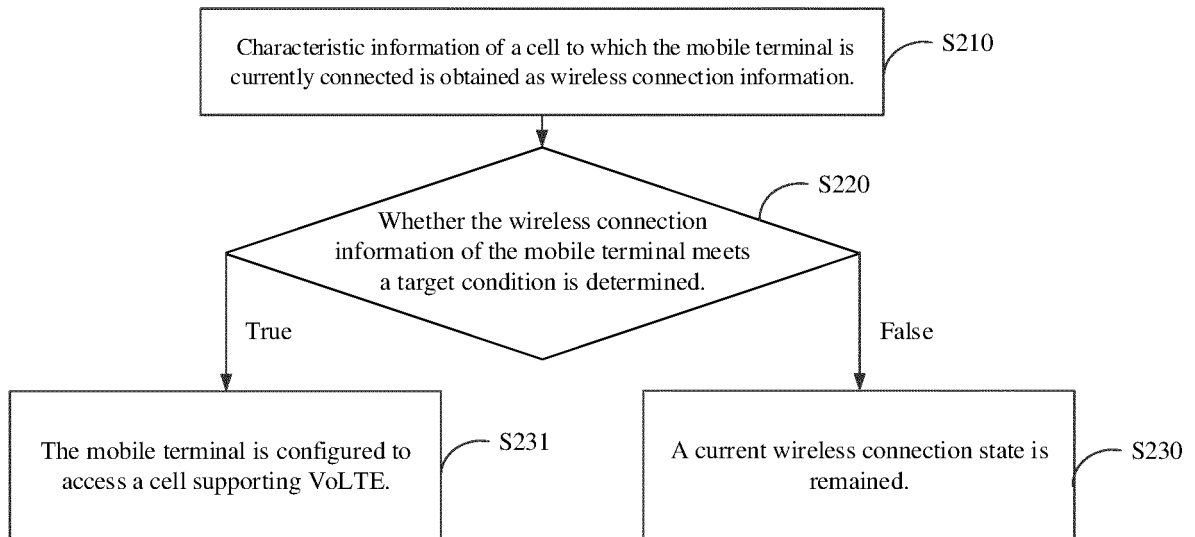 Characteristic information of a cell to which the mobile terminal is
currently connected is obtained as wireless connection information.
S210
S220
Whether the wireless connection
information of the mobile terminal meets
a target condition is determined.
True
False
The mobile terminal is configured to
access a cell supporting VoLTE.
S231
A current wireless connection state is
remained.
S230